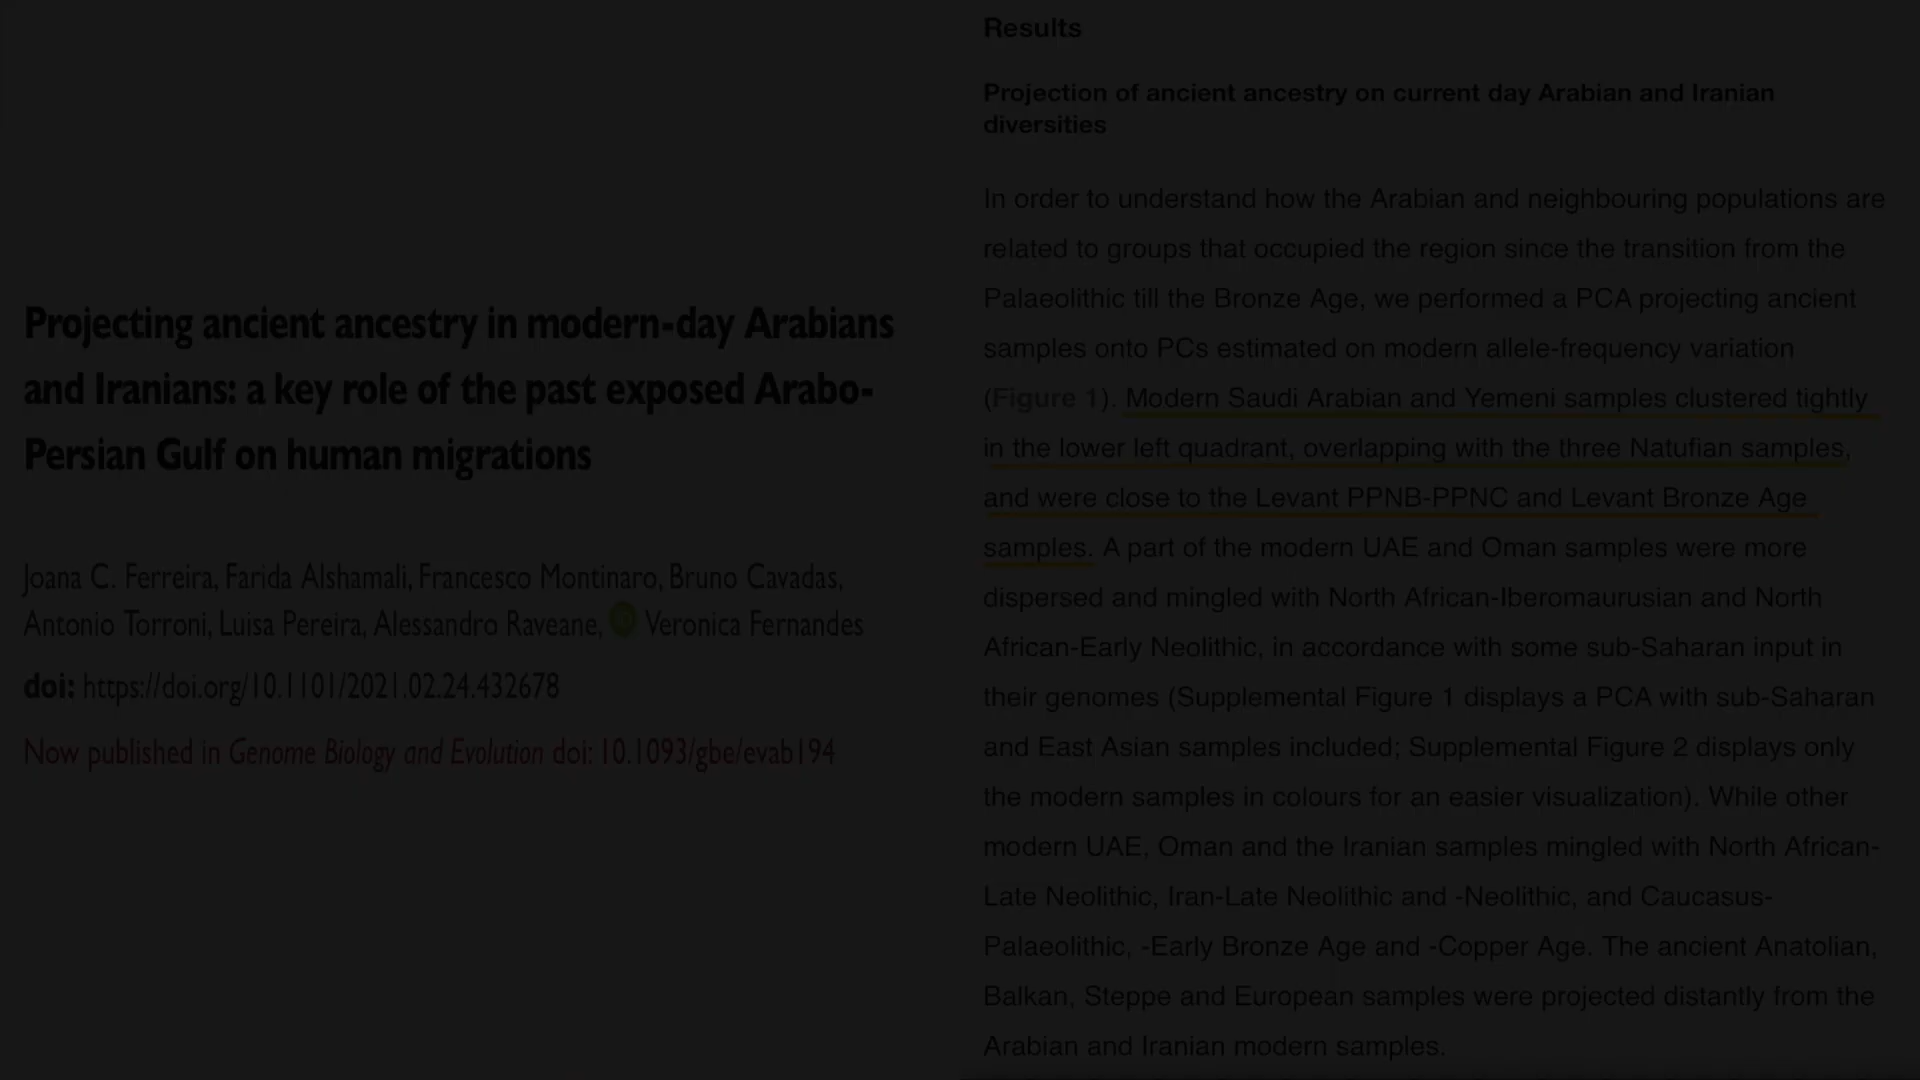 Projecting ancient ancestry in modern-day Arabians
and Iranians: a key role of the past exposed Arabo-
Persian Gulf on human migrations
Joana C. Ferreira, Farida Alshamali, Francesco Montinaro, Bruno Cavadas,
Antonio Torroni, Luisa Pereira, Alessandro Raveane, iD Veronica Fernandes
doi: https://doi.org/10.1101/2021.02.24.432678
Now published in Genome Biology and Evolution doi: 10.1093/gbe/evab194
Results
Projection of ancient ancestry on current day Arabian and Iranian
diversities
In order to understand how the Arabian and neighbouring populations are
related to groups that occupied the region since the transition from the
Palaeolithic till the Bronze Age, we performed a PCA projecting ancient
samples onto PCs estimated on modern allele-frequency variation
(Figure 1). Modern Saudi Arabian and Yemeni samples clustered tightly
in the lower left quadrant, overlapping with the three Natufian samples,
and were close to the Levant PPNB-PPNC and Levant Bronze Age
samples. A part of the modern UAE and Oman samples were more
dispersed and mingled with North African-Iberomaurusian and North
African-Early Neolithic, in accordance with some sub-Saharan input in
their genomes (Supplemental Figure 1 displays a PCA with sub-Saharan
and East Asian samples included; Supplemental Figure 2 displays only
the modern samples in colours for an easier visualization). While other
modern UAE, Oman and the Iranian samples mingled with North African-
Late Neolithic, Iran-Late Neolithic and -Neolithic, and Caucasus-
Palaeolithic, -Early Bronze Age and -Copper Age. The ancient Anatolian,
Balkan, Steppe and European samples were projected distantly from the
Arabian and Iranian modern samples.